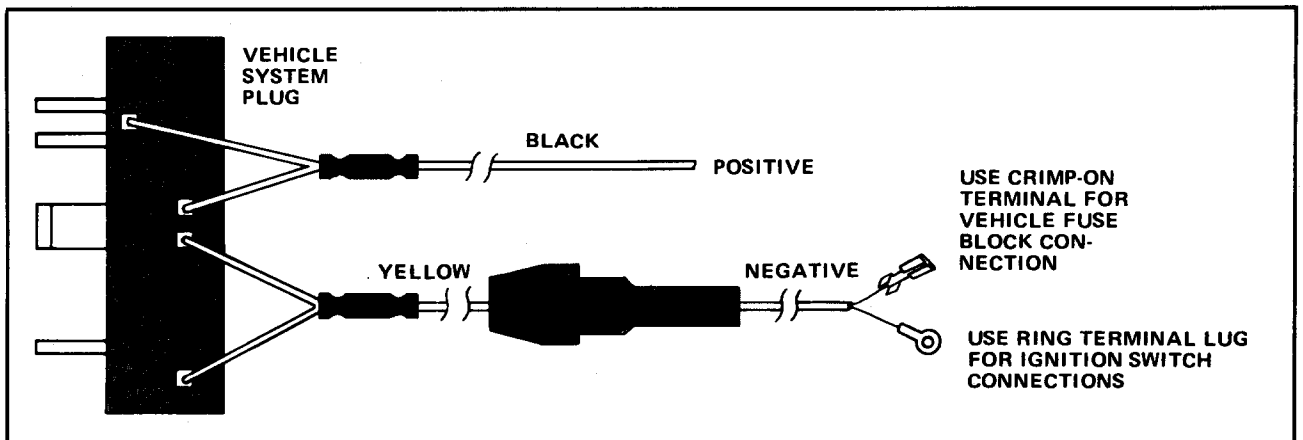 VEHICLE
SYSTEM
PLUG
BLACK
POSITIVE
USE CRIMP-ON
TERMINAL FOR
VEHICLE FUSE
BLOCK CON-
NECTION
YELLOW
NEGATIVE
USE RING TERMINAL LUG
FOR IGNITION SWITCH
CONNECTIONS